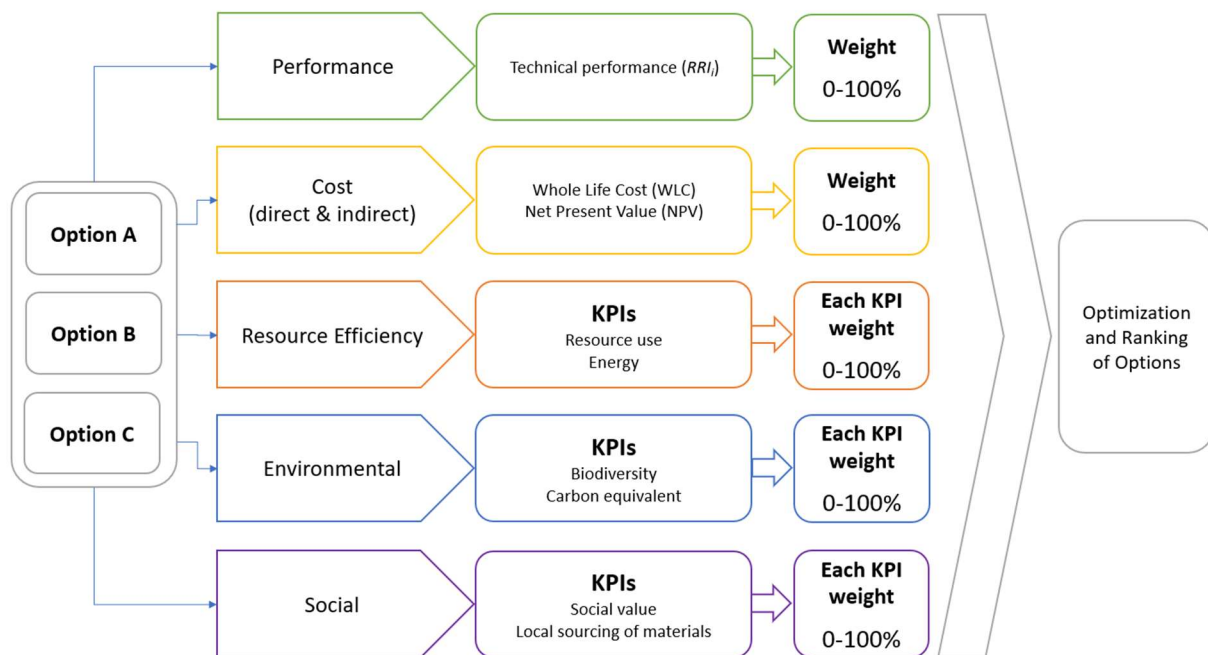 Option A
Option B
Option C
Performance
Technical performance (RRIi)
Weight
0-100%
Cost
(direct & indirect)
Whole Life Cost (WLC)
Net Present Value (NPV)
Weight
0-100%
Resource Efficiency
KPIs
Resource use
Energy
Each KPI
weight
0-100%
Environmental
KPIs
Biodiversity
Carbon equivalent
Each KPI
weight
0-100%
Social
KPIs
Social value
Local sourcing of materials
Each KPI
weight
0-100%
Optimization
and Ranking
of Options